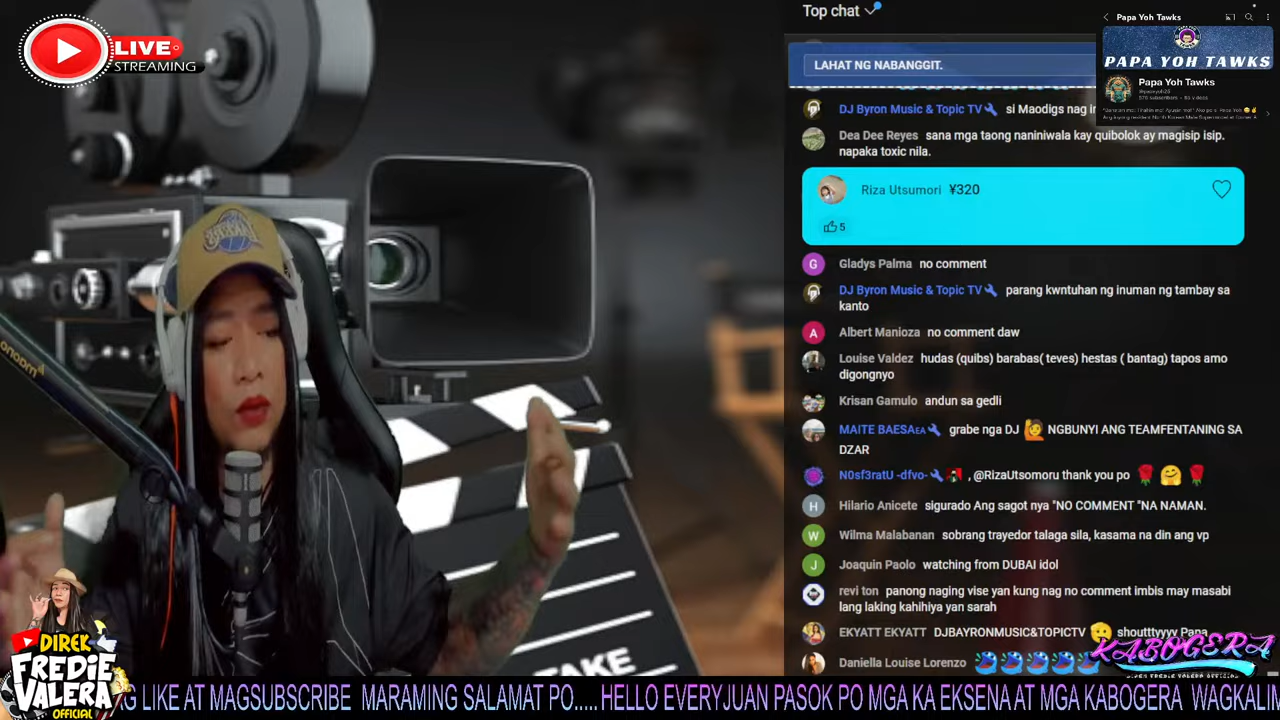 LIVE
STREAMING
Top chat
LAHAT NG NABANGGIT.
Papa Yoh Tawks
PAPA YOH TAWKS
Papa Yoh Tawks
DJ Byron Music & Topic TV si Maodigs nag in
Dea Dee Reyes sana mga taong naniniwala kay quibolok ay magisip isip.
napaka toxic nila.
Riza Utsumori ¥320
5
G Gladys Palma no comment
DJ Byron Music & Topic TV parang kwntuhan ng inuman ng tambay sa
kanto
A Albert Manioza no comment daw
Louise Valdez hudas (quibs) barabas( teves) hestas ( bantag) tapos amo
digongnyo
Krisan Gamulo andun sa gedli
MAITE BAESAEA grabe nga DJ 🙋 NGBUNYI ANG TEAMFENTANING SA
DZAR
N0sf3ratU -dfvo- , @RizaUtsomoru thank you po 🌹 🤗 🌹
H Hilario Anicete sigurado Ang sagot nya "NO COMMENT "NA NAMAN.
W Wilma Malabanan sobrang trayedor talaga sila, kasama na din ang vp
J Joaquin Paolo watching from DUBAI idol
revi ton panong naging vise yan kung nag no comment imbis may masabi
lang laking kahihiya yan sarah
EKYATT EKYATT DJBAYRONMUSIC&TOPICTV shoutttyyyy Papa
Daniella Louise Lorenzo
KABOGERA
DIREK FREDIE VALERA OFFICIAL
maono
TAKE
DIREK
FREDIE
VALERA
OFFICIAL
G LIKE AT MAGSUBSCRIBE MARAMING SALAMAT PO..... HELLO EVERYJUAN PASOK PO MGA KA EKSENA AT MGA KABOGERA WAGKALIM